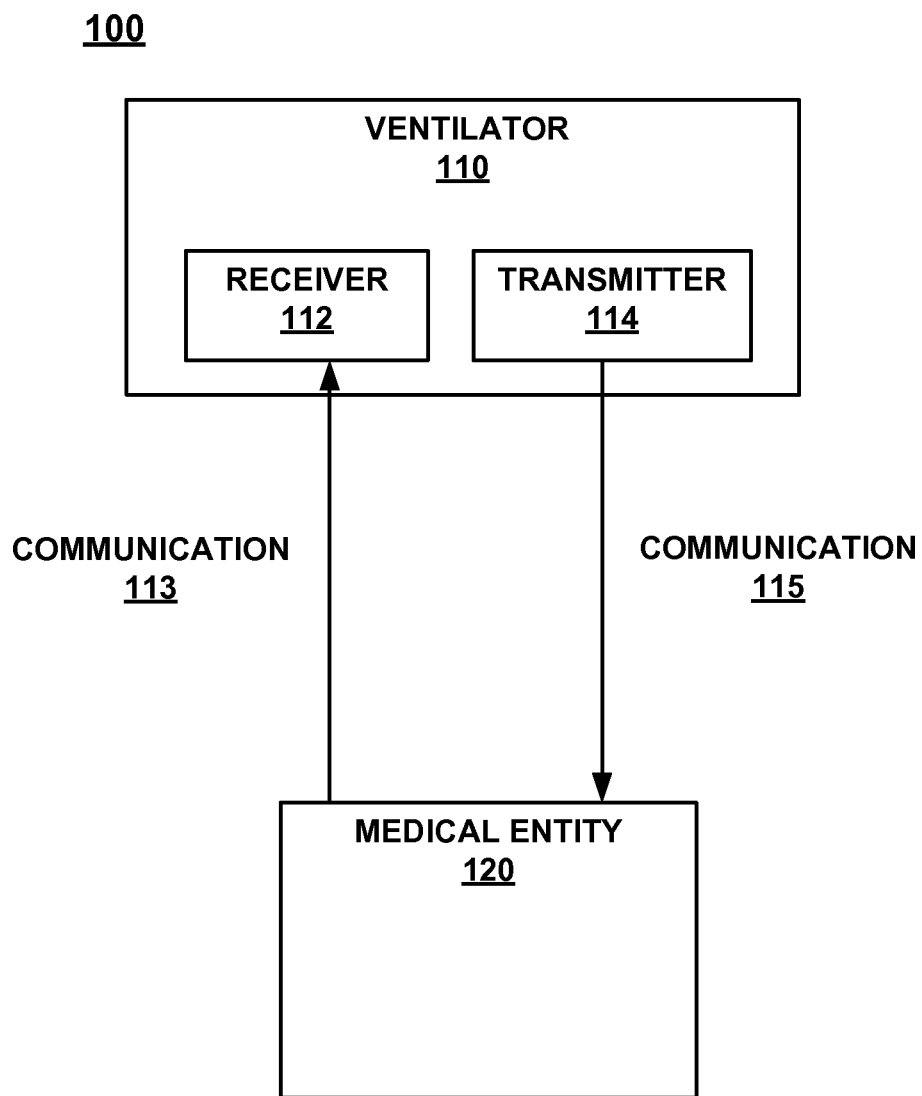 100
VENTILATOR
110
RECEIVER
112
TRANSMITTER
114
COMMUNICATION
113
COMMUNICATION
115
MEDICAL ENTITY
120